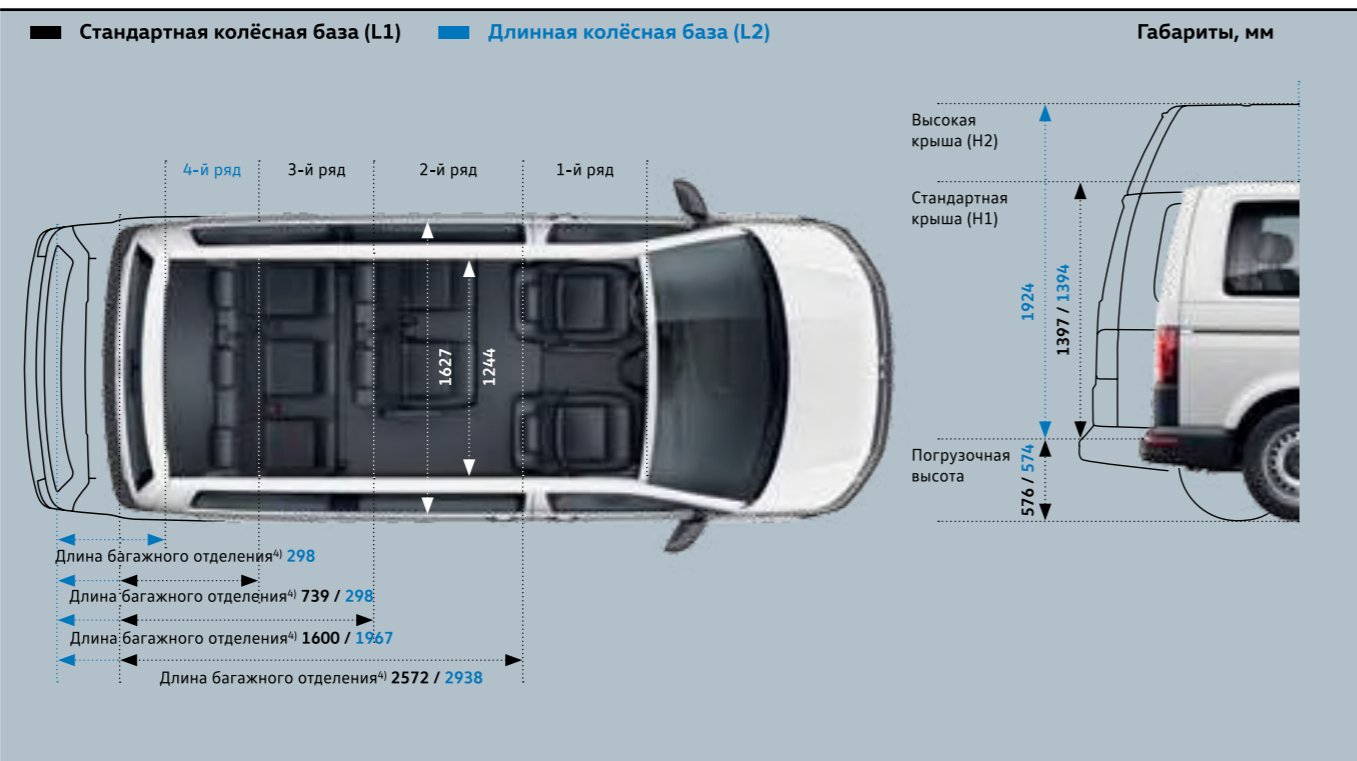 Стандартная колёсная база (L1)
Длинная колёсная база (L2)
Габариты, мм
4-й ряд
3-й ряд
2-й ряд
1-й ряд
1627
1244
Длина багажного отделения⁴⁾ 298
Длина багажного отделения⁴⁾ 739 / 298
Длина багажного отделения⁴⁾ 1600 / 1967
Длина багажного отделения⁴⁾ 2572 / 2938
Высокая
крыша (H2)
Стандартная
крыша (H1)
1924
1397 / 1394
Погрузочная
высота
576 / 574